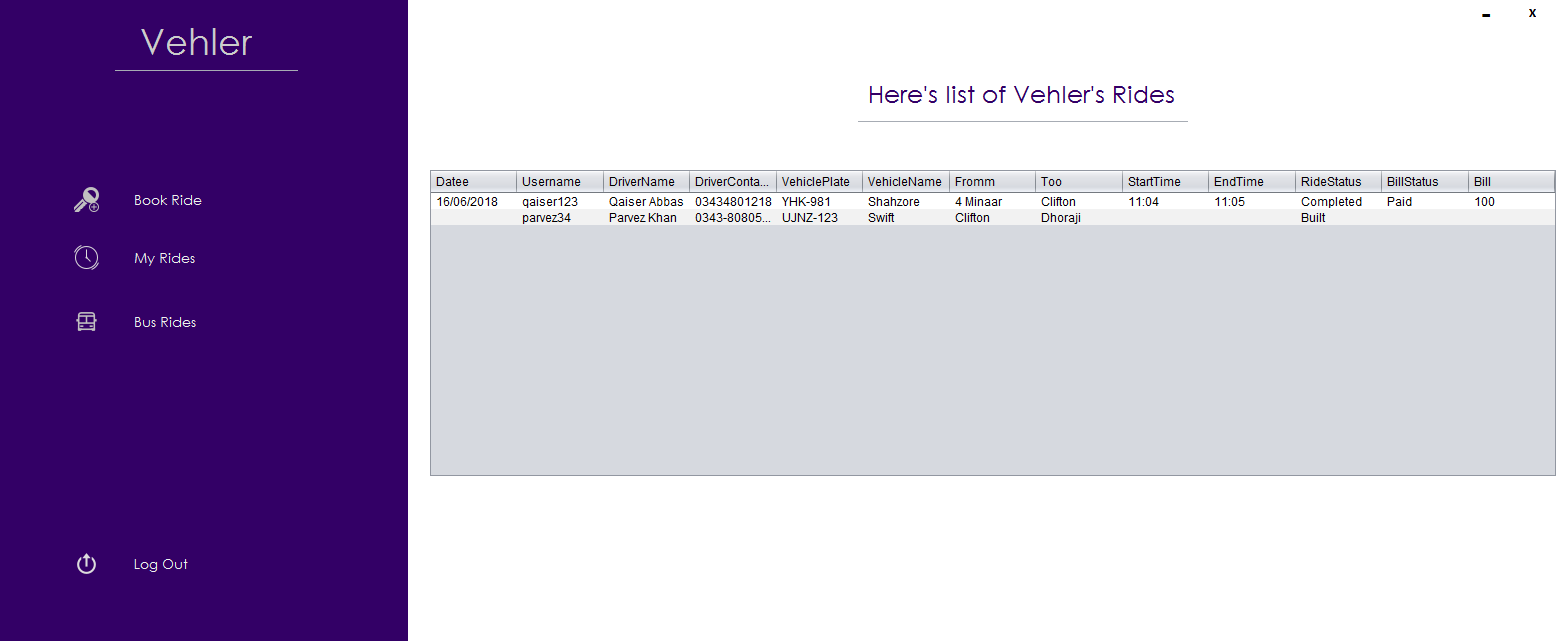 Vehler
x
Here's list of Vehler's Rides
Book Ride
My Rides
Bus Rides
Log Out
Datee Username DriverName DriverConta... VehiclePlate VehicleName Fromm Too StartTime EndTime RideStatus BillStatus Bill
16/06/2018 qaiser123 Qaiser Abbas 03434801218 YHK-981 Shahzore 4 Minaar Clifton 11:04 11:05 Completed Paid 100
parvez34 Parvez Khan 0343-80805... UJNZ-123 Swift Clifton Dhoraji Built